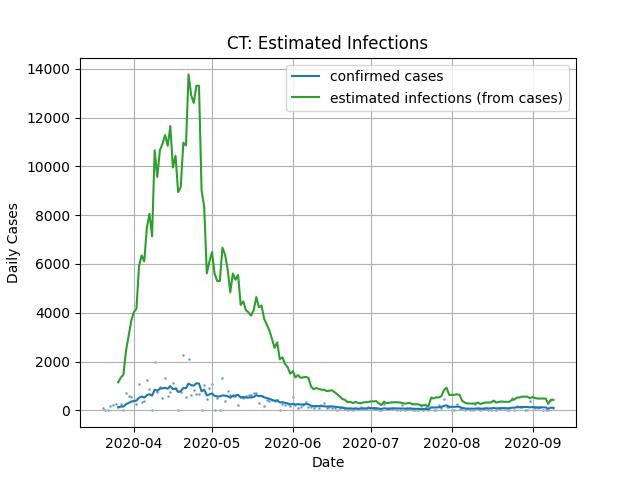 CT: Estimated Infections
confirmed cases
estimated infections (from cases)
14000
12000
10000
8000
6000
4000
2000
0
Daily Cases
2020-04
2020-05
2020-06
2020-07
2020-08
2020-09
Date